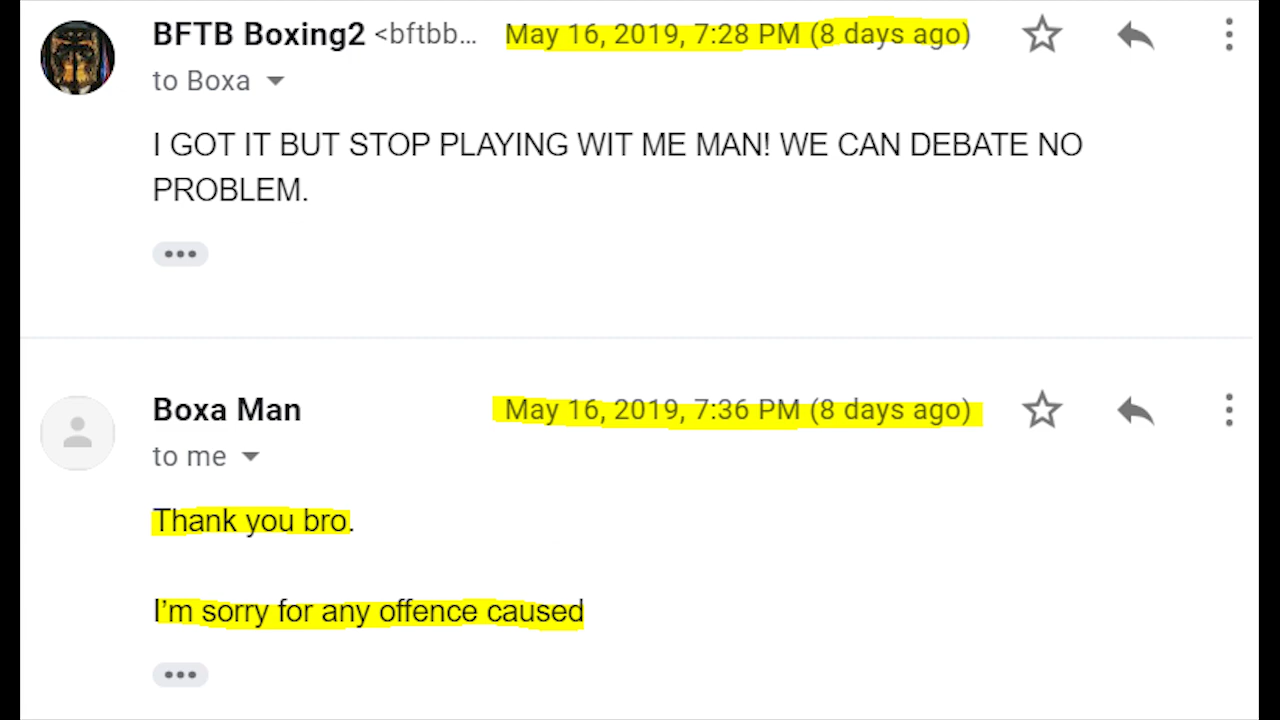 BFTB Boxing2 <bftbb... May 16, 2019, 7:28 PM (8 days ago)
to Boxa
I GOT IT BUT STOP PLAYING WIT ME MAN! WE CAN DEBATE NO
PROBLEM.
Boxa Man May 16, 2019, 7:36 PM (8 days ago)
to me
Thank you bro.
I'm sorry for any offence caused